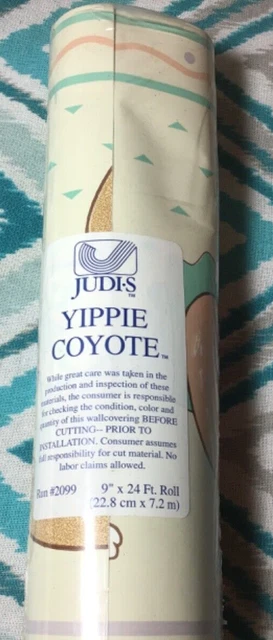 JUDI·S
™
YIPPIE
COYOTE™
While great care was taken in the
production and inspection of these
materials, the consumer is responsible
for checking the condition, color and
quantity of this wallcovering BEFORE
CUTTING-- PRIOR TO
INSTALLATION. Consumer assumes
full responsibility for cut material. No
labor claims allowed.
Run #2099 9" x 24 Ft. Roll
(22.8 cm x 7.2 m)